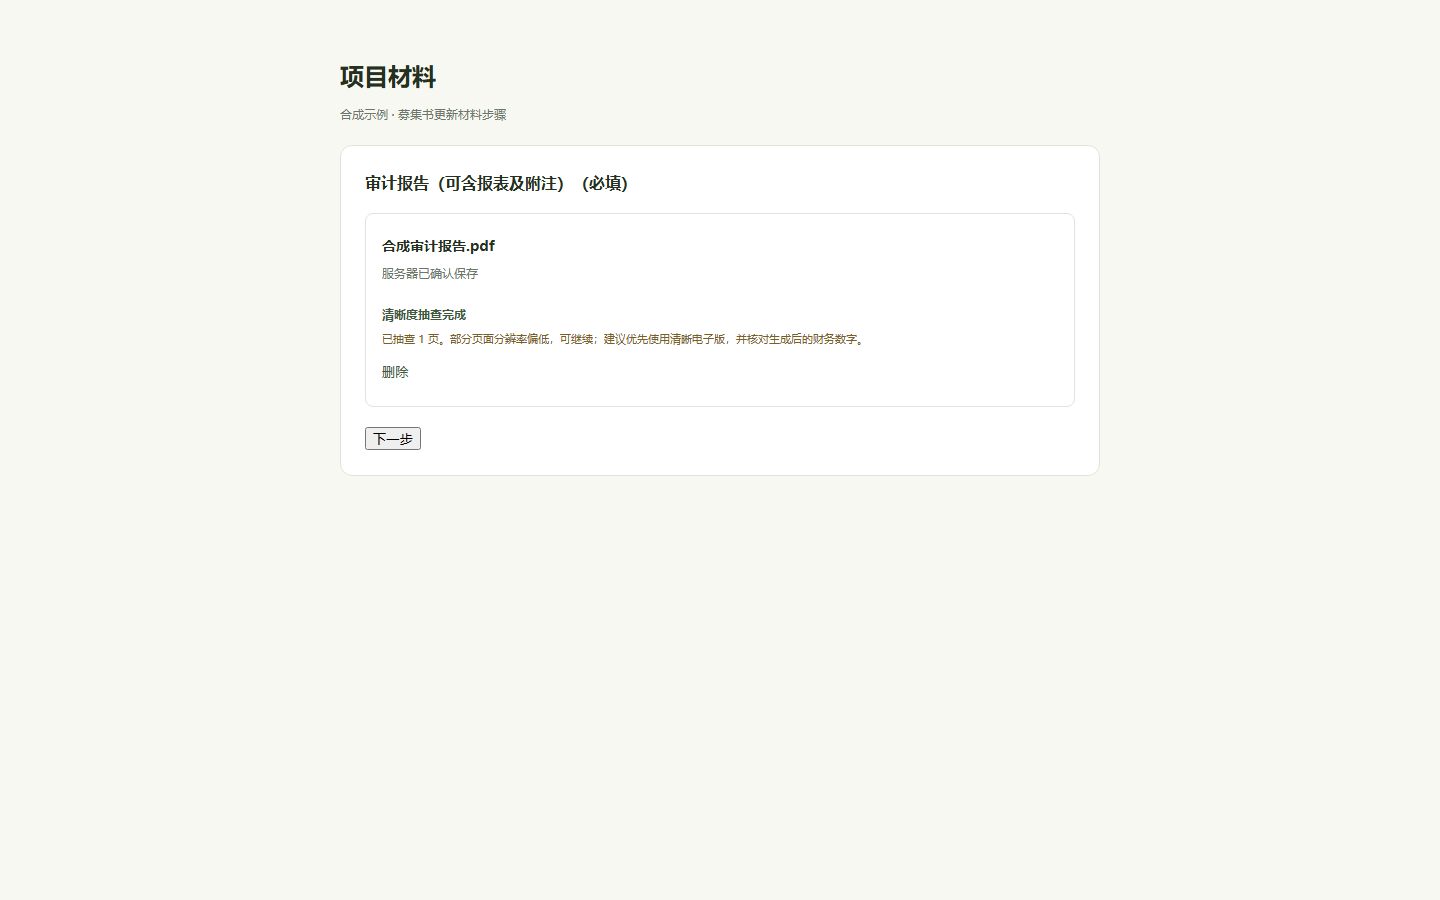 项目材料
合成示例 · 募集书更新材料步骤
审计报告（可含报表及附注）（必填）
合成审计报告.pdf
服务器已确认保存
清晰度抽查完成
已抽查 1 页。部分页面分辨率偏低，可继续；建议优先使用清晰电子版，并核对生成后的财务数字。
删除
下一步